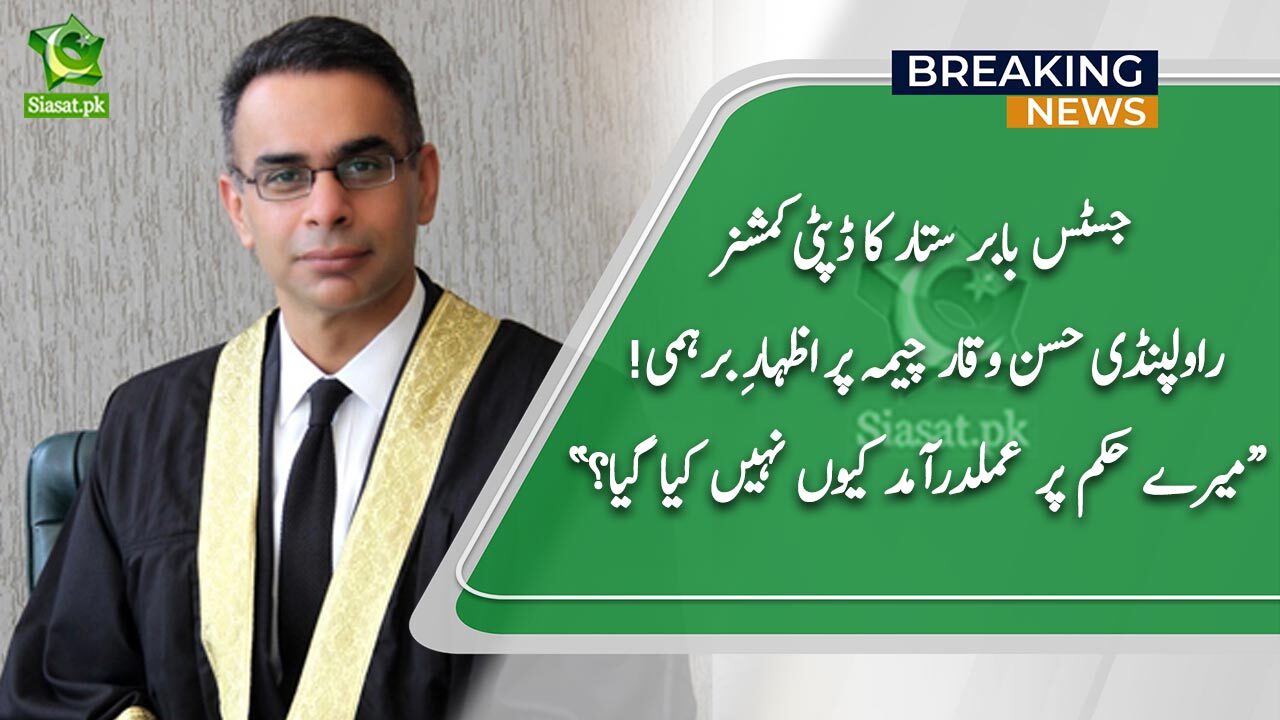 Siasat.pk
BREAKING
NEWS
جسٹس بابر ستار کا ڈپٹی کمشنر
راولپنڈی حسن وقار چیمہ پر اظہارِ برہمی!
Siasat.pk
”میرے حکم پر عملدرآمد کیوں نہیں کیا گیا؟“